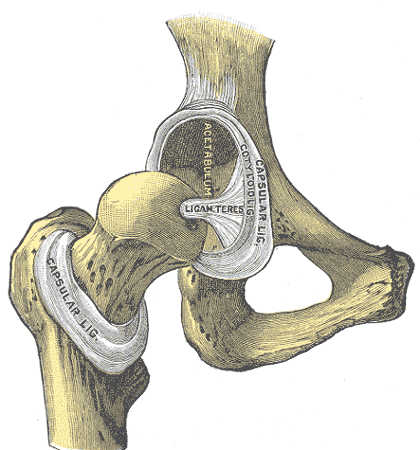 ACETABULUM
COTYLOID LIG.
CAPSULAR LIG.
LIGAM. TERES
CAPSULAR LIG.